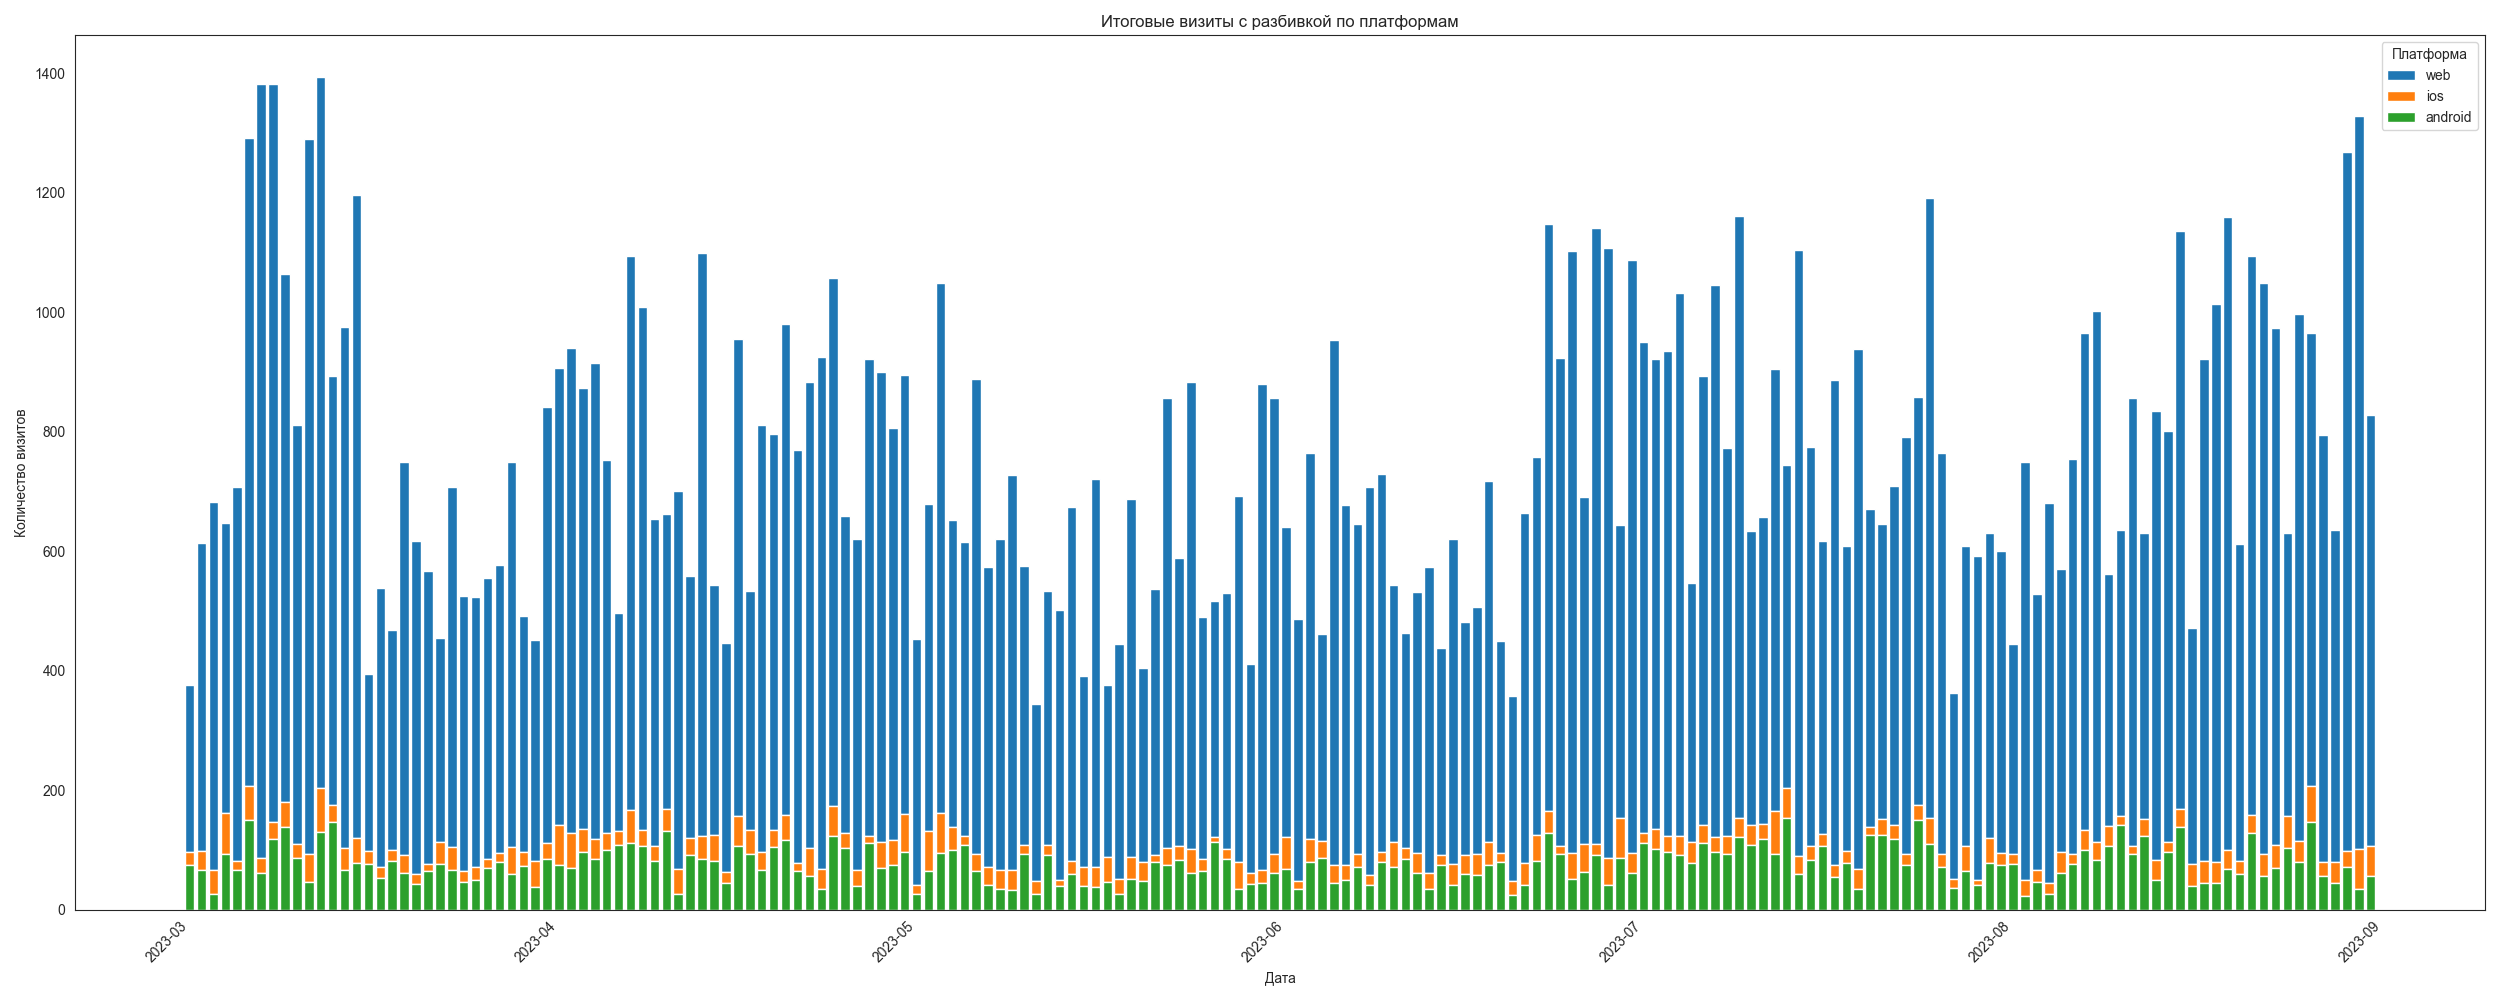 Итоговые визиты с разбивкой по платформам
Платформа
web
ios
android
Количество визитов
1400
1200
1000
800
600
400
200
0
2023-03
2023-04
2023-05
2023-06
2023-07
2023-08
2023-09
Дата